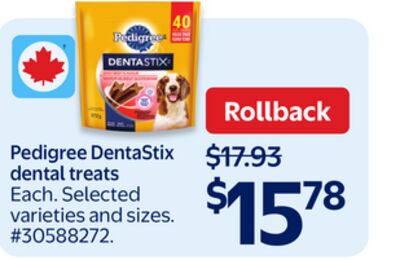 40
Pedigree
DENTASTIX
Rollback
Pedigree DentaStix
dental treats
Each. Selected
varieties and sizes.
#30588272.
$17.93
$15.78